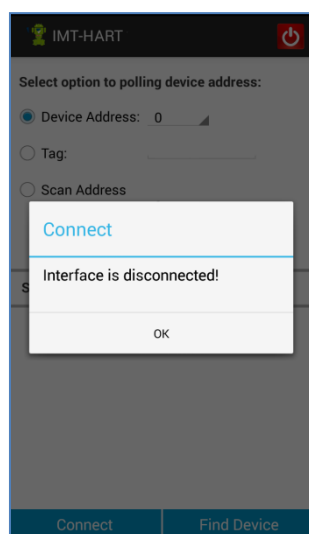 IMT-HART
Select option to polling device address:
Device Address: 0
Tag:
Scan Address
Connect
Interface is disconnected!
S
OK
Connect
Find Device